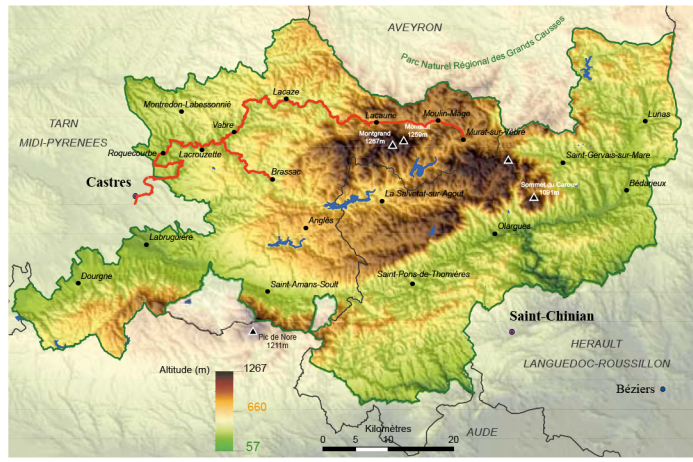 AVEYRON
Parc Naturel Régional des Grands Causses
Lacaze
Montredon-Labessonnié
Lacaune
Moulin-Mage
Lunas
TARN
MIDI-PYRENEES
Vabre
Montgrand
1267m
1259m
Murat-sur-Vèbre
Roquecourbe
Lacrouzette
Saint-Gervais-sur-Mare
Brassac
Castres
Sommet du Caroux
1091m
Bédarieux
La Salvetat-sur-Agout
Anglès
Olargues
Labruguière
Dourgne
Saint-Amans-Soult
Saint-Pons-de-Thomières
Saint-Chinian
Pic de Nore
1211m
HERAULT
LANGUEDOC-ROUSSILLON
Altitude (m)
1267
660
57
Béziers
Kilomètres
AUDE
0
5
10
20